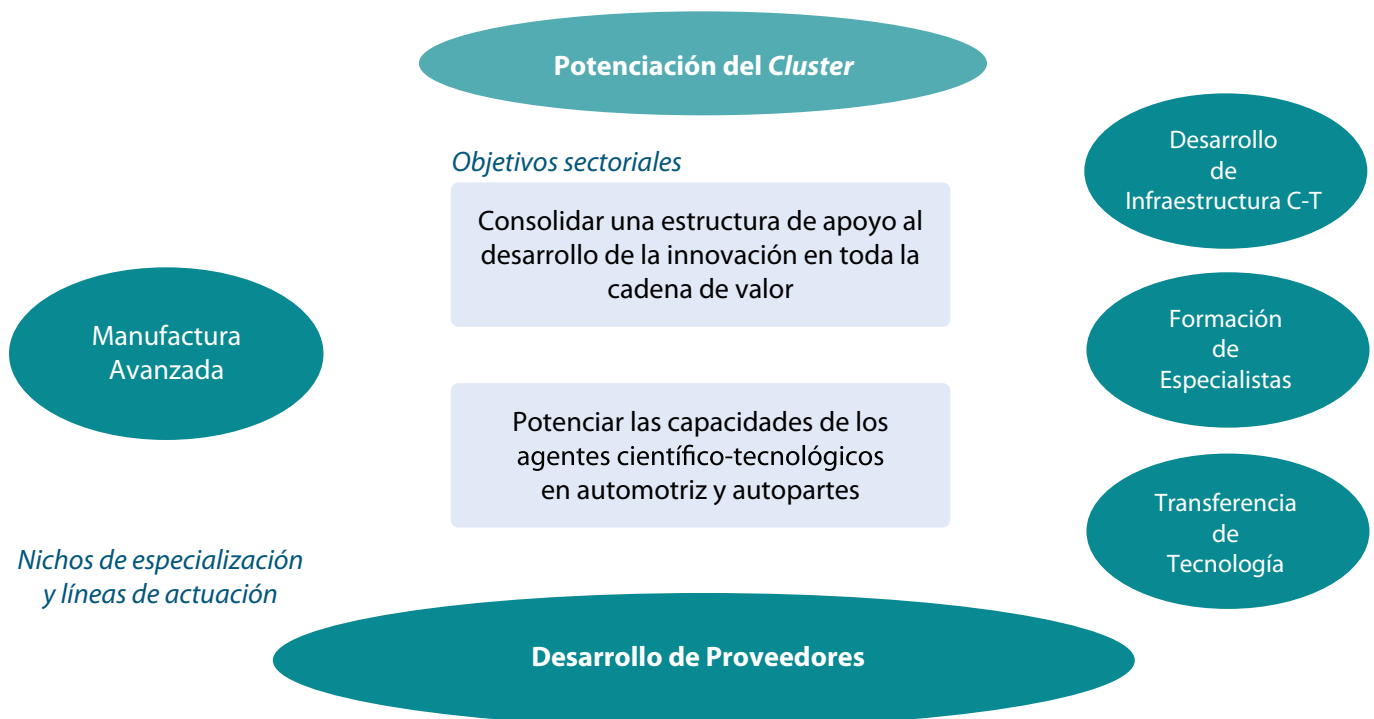 Potenciación del Cluster
Objetivos sectoriales
Consolidar una estructura de apoyo al
desarrollo de la innovación en toda la
cadena de valor
Desarrollo
de
Infraestructura C-T
Manufactura
Avanzada
Formación
de
Especialistas
Potenciar las capacidades de los
agentes científico-tecnológicos
en automotriz y autopartes
Transferencia
de
Tecnología
Nichos de especialización
y líneas de actuación
Desarrollo de Proveedores